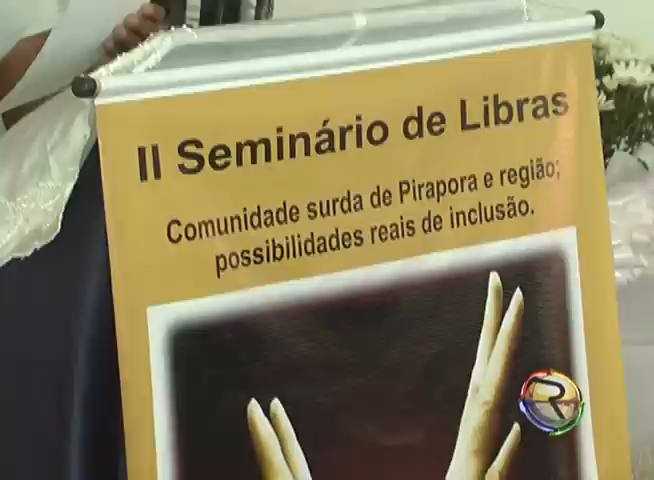 II Seminário de Libras
Comunidade surda de Pirapora e região;
possibilidades reais de inclusão.
R